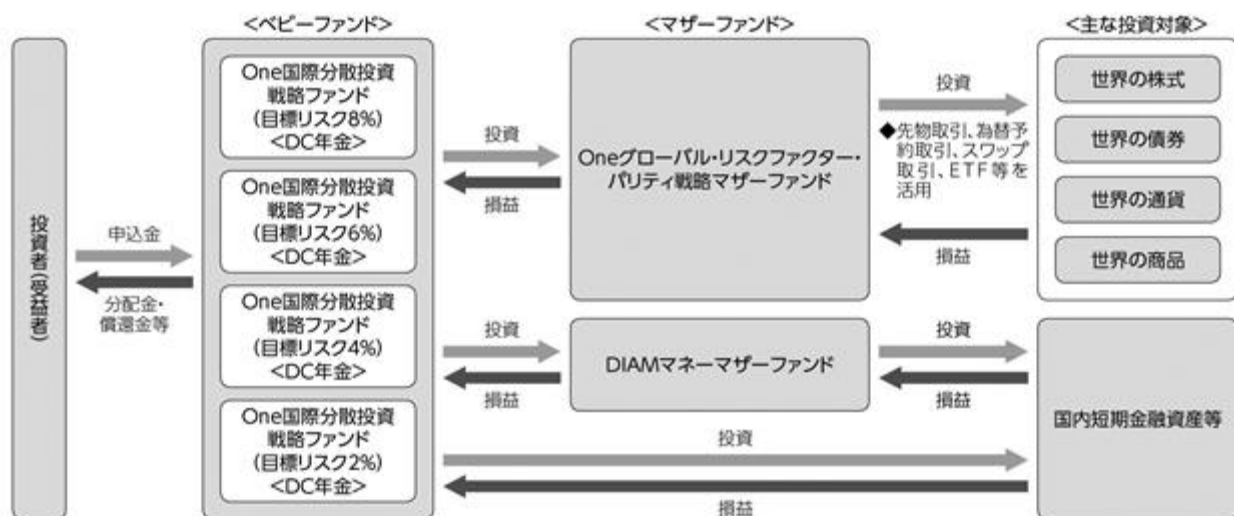 <ベビーファンド>
<マザーファンド>
<主な投資対象>
投資者(受益者)
申込金
分配金・
償還金等
One国際分散投資
戦略ファンド
(目標リスク8%)
<DC年金>
One国際分散投資
戦略ファンド
(目標リスク6%)
<DC年金>
One国際分散投資
戦略ファンド
(目標リスク4%)
<DC年金>
One国際分散投資
戦略ファンド
(目標リスク2%)
<DC年金>
投資
損益
Oneグローバル・リスクファクター・
パリティ戦略マザーファンド
投資
◆先物取引、為替予
約取引、スワップ
取引、ETF等を
活用
損益
世界の株式
世界の債券
世界の通貨
世界の商品
投資
損益
DIAMマネーマザーファンド
投資
損益
国内短期金融資産等
投資
損益